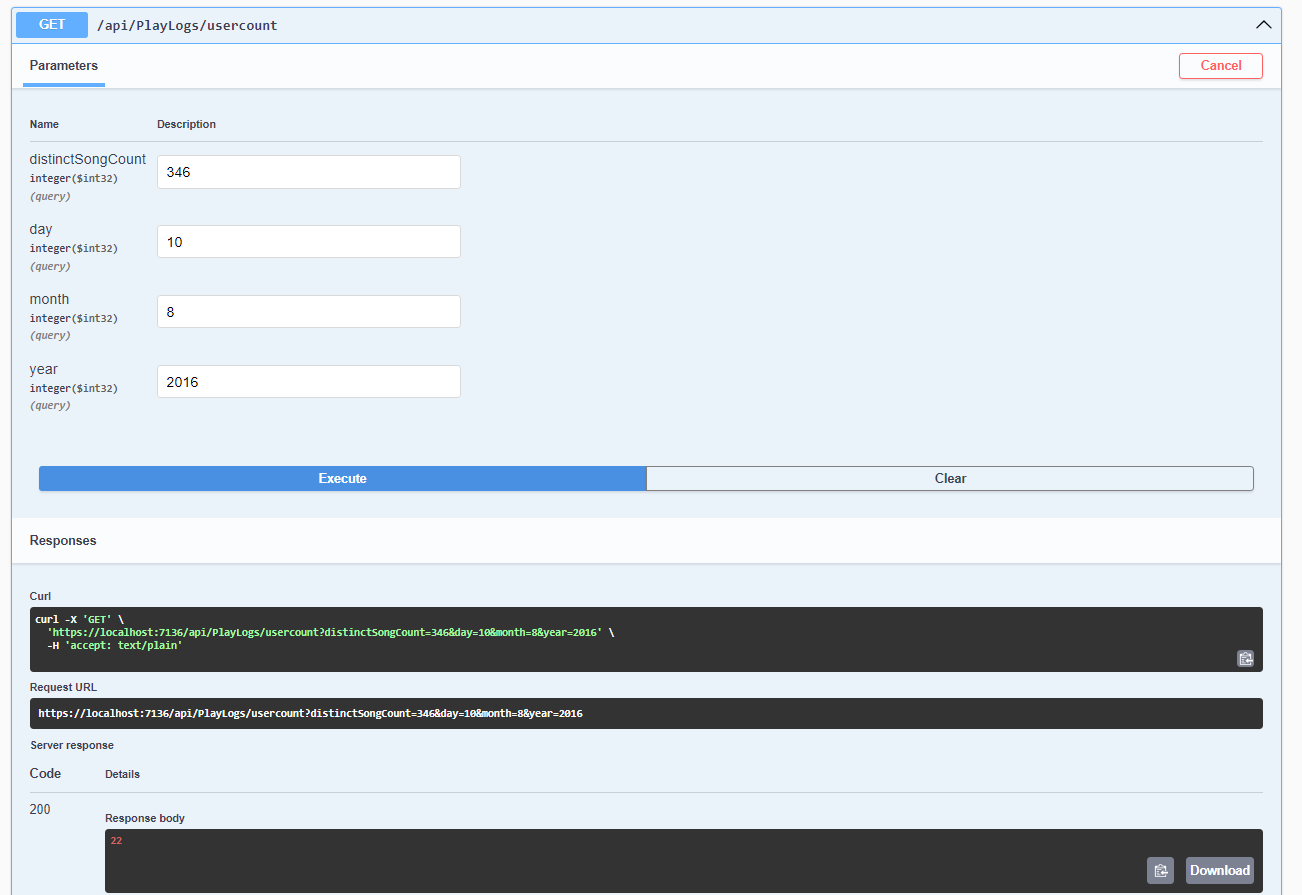 GET /api/PlayLogs/usercount
Parameters
Cancel
Name Description
distinctSongCount
integer($int32)
(query)
346
day
integer($int32)
(query)
10
month
integer($int32)
(query)
8
year
integer($int32)
(query)
2016
Execute Clear
Responses
Curl
curl -X 'GET' \
'https://localhost:7136/api/PlayLogs/usercount?distinctSongCount=346&day=10&month=8&year=2016' \
-H 'accept: text/plain'
Request URL
https://localhost:7136/api/PlayLogs/usercount?distinctSongCount=346&day=10&month=8&year=2016
Server response
Code Details
200
Response body
22
Download